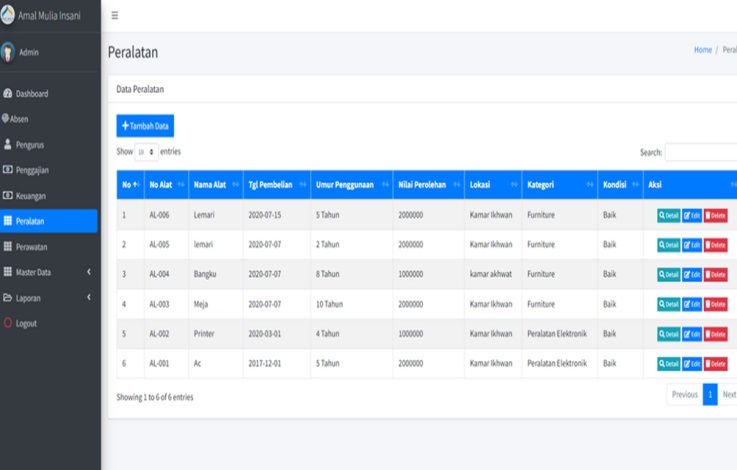 Amal Mulia Insani
Admin
Dashboard
Absen
Pengurus
Penggajian
Keuangan
Peralatan
Perawatan
Master Data
Laporan
Logout
Peralatan
Home / Peral
Data Peralatan
+ Tambah Data
Show 10 entries
Search:
No No Alat Nama Alat Tgl Pembelian Umur Penggunaan Nilai Perolehan Lokasi Kategori Kondisi Aksi
1 AL-006 Lemari 2020-07-15 5 Tahun 2000000 Kamar Ikhwan Furniture Baik Detail Edit Delete
2 AL-005 lemari 2020-07-07 2 Tahun 2000000 Kamar Ikhwan Furniture Baik Detail Edit Delete
3 AL-004 Bangku 2020-07-07 8 Tahun 1000000 kamar akhwat Furniture Baik Detail Edit Delete
4 AL-003 Meja 2020-07-07 10 Tahun 2000000 Kamar Ikhwan Furniture Baik Detail Edit Delete
5 AL-002 Printer 2020-03-01 4 Tahun 1000000 Kamar Ikhwan Peralatan Elektronik Baik Detail Edit Delete
6 AL-001 Ac 2017-12-01 5 Tahun 2000000 Kamar Ikhwan Peralatan Elektronik Baik Detail Edit Delete
Showing 1 to 6 of 6 entries
Previous 1 Next